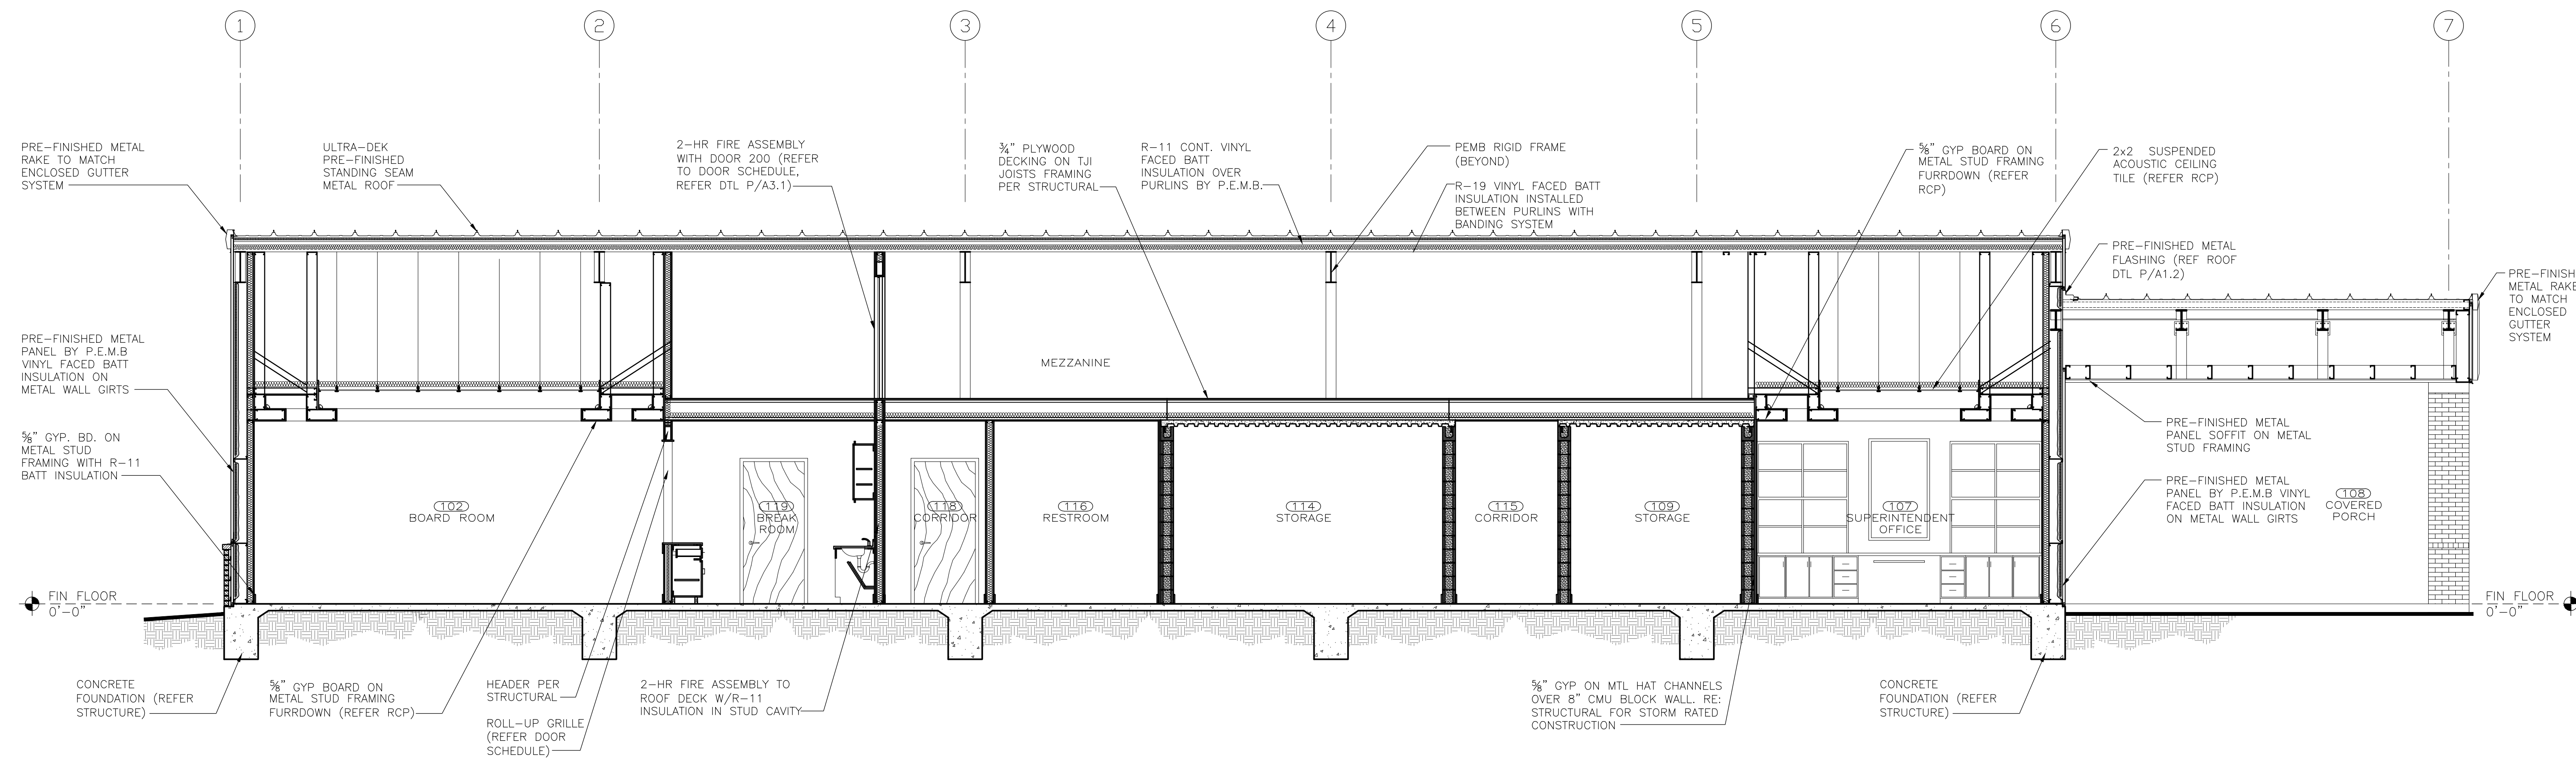 1 2 3 4 5 6 7
PRE-FINISHED METAL
RAKE TO MATCH
ENCLOSED GUTTER
SYSTEM
ULTRA-DEK
PRE-FINISHED
STANDING SEAM
METAL ROOF
2-HR FIRE ASSEMBLY
WITH DOOR 200 (REFER
TO DOOR SCHEDULE,
REFER DTL P/A3.1)
¾" PLYWOOD
DECKING ON TJI
JOISTS FRAMING
PER STRUCTURAL
R-11 CONT. VINYL
FACED BATT
INSULATION OVER
PURLINS BY P.E.M.B.
PEMB RIGID FRAME
(BEYOND)
R-19 VINYL FACED BATT
INSULATION INSTALLED
BETWEEN PURLINS WITH
BANDING SYSTEM
⅝" GYP BOARD ON
METAL STUD FRAMING
FURRDOWN (REFER
RCP)
2x2 SUSPENDED
ACOUSTIC CEILING
TILE (REFER RCP)
PRE-FINISHED METAL
FLASHING (REF ROOF
DTL P/A1.2)
PRE-FINISH
METAL RAKE
TO MATCH
ENCLOSED
GUTTER
SYSTEM
PRE-FINISHED METAL
PANEL BY P.E.M.B
VINYL FACED BATT
INSULATION ON
METAL WALL GIRTS
MEZZANINE
⅝" GYP. BD. ON
METAL STUD
FRAMING WITH R-11
BATT INSULATION
PRE-FINISHED METAL
PANEL SOFFIT ON METAL
STUD FRAMING
PRE-FINISHED METAL
PANEL BY P.E.M.B VINYL
FACED BATT INSULATION
ON METAL WALL GIRTS
102
BOARD ROOM
119
BREAK
ROOM
118
CORRIDOR
116
RESTROOM
114
STORAGE
115
CORRIDOR
109
STORAGE
107
SUPERINTENDENT
OFFICE
108
COVERED
PORCH
FIN FLOOR
0'-0"
FIN FLOOR
0'-0"
CONCRETE
FOUNDATION (REFER
STRUCTURE)
⅝" GYP BOARD ON
METAL STUD FRAMING
FURRDOWN (REFER RCP)
HEADER PER
STRUCTURAL
ROLL-UP GRILLE
(REFER DOOR
SCHEDULE)
2-HR FIRE ASSEMBLY TO
ROOF DECK W/R-11
INSULATION IN STUD CAVITY
⅝" GYP ON MTL HAT CHANNELS
OVER 8" CMU BLOCK WALL. RE:
STRUCTURAL FOR STORM RATED
CONSTRUCTION
CONCRETE
FOUNDATION (REFER
STRUCTURE)